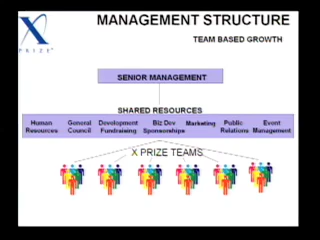 MANAGEMENT STRUCTURE
X PRIZE
TEAM BASED GROWTH
SENIOR MANAGEMENT
SHARED RESOURCES
Human Resources
General Council
Development Fundraising
Biz Dev Sponsorships
Marketing
Public Relations
Event Management
X PRIZE TEAMS